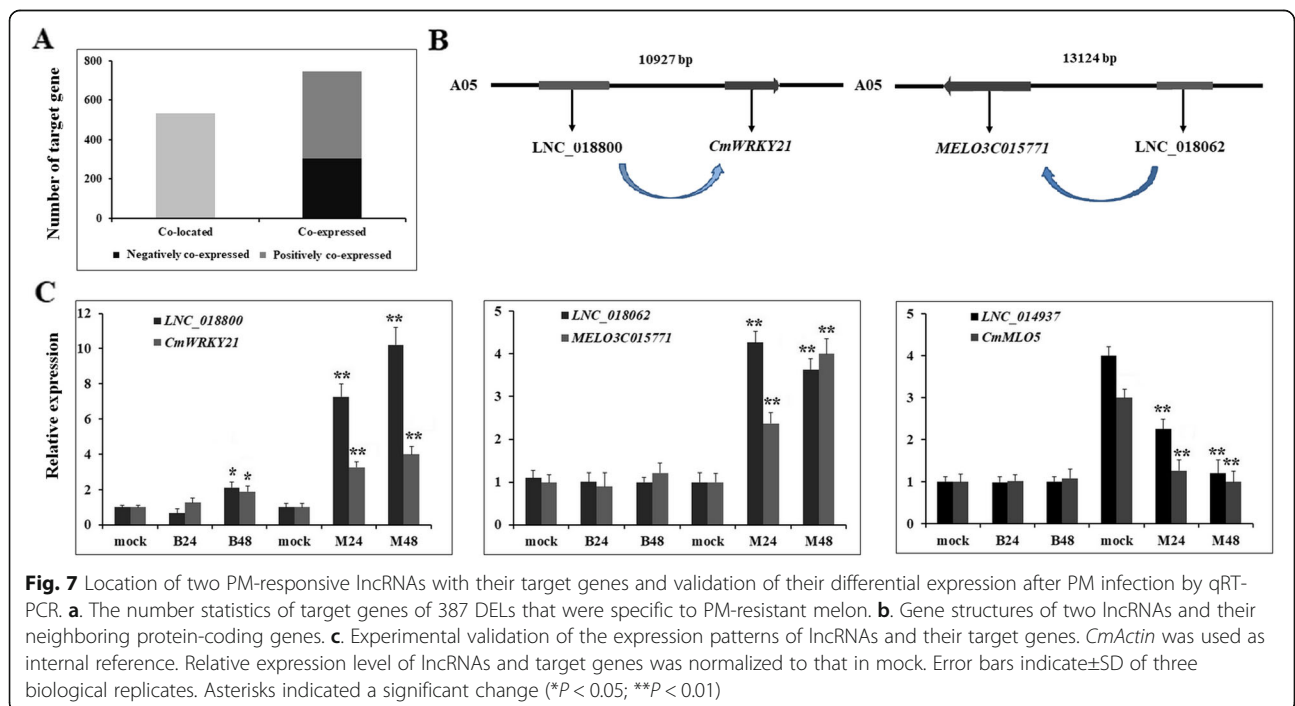 A
Number of target gene
g
800
600
400
200
0
Co-located
Co-expressed
Negatively co-expressed
Positively co-expressed
B
10927 bp
A05
LNC_018800
CmWRKY21
13124 bp
A05
MELO3C015771
LNC_018062
C
Relative expression
12
10
8
6
4
2
0
LNC_018800
CmWRKY21
* *
**
**
**
**
mock B24 B48 mock M24 M48
5
4
3
2
1
0
LNC_018062
MELO3C015771
**
**
** **
mock B24 B48 mock M24 M48
5
4
3
2
1
0
LNC_014937
CmMLO5
**
**
** **
mock B24 B48 mock M24 M48
Fig. 7 Location of two PM-responsive lncRNAs with their target genes and validation of their differential expression after PM infection by qRT-
PCR. a. The number statistics of target genes of 387 DELs that were specific to PM-resistant melon. b. Gene structures of two lncRNAs and their
neighboring protein-coding genes. c. Experimental validation of the expression patterns of lncRNAs and their target genes. CmActin was used as
internal reference. Relative expression level of lncRNAs and target genes was normalized to that in mock. Error bars indicate±SD of three
biological replicates. Asterisks indicated a significant change (*P < 0.05; **P < 0.01)